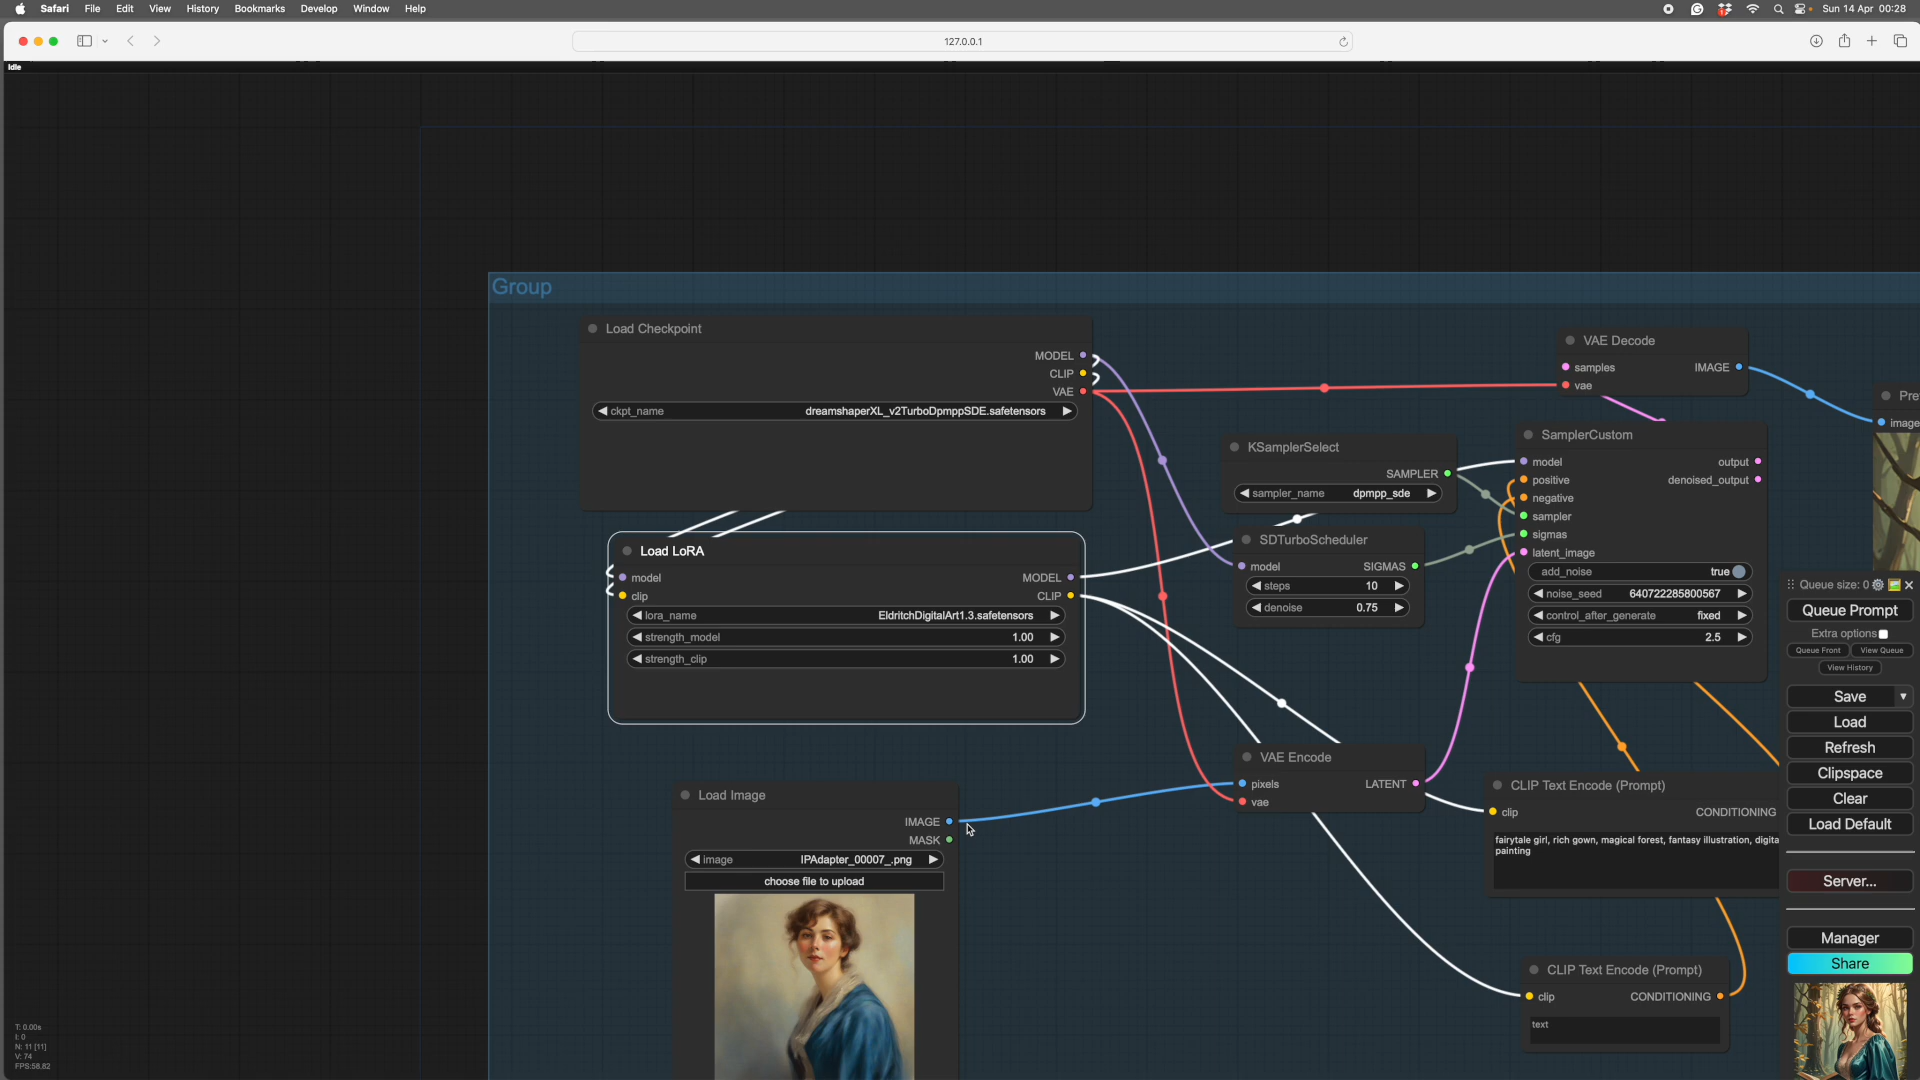 Safari File Edit View History Bookmarks Develop Window Help
Sun 14 Apr 00:28
127.0.0.1
Idle
Group
Load Checkpoint
MODEL
CLIP
VAE
ckpt_name dreamshaperXL_v2TurboDpmppSDE.safetensors
Load LoRA
model MODEL
clip CLIP
lora_name EldritchDigitalArt1.3.safetensors
strength_model 1.00
strength_clip 1.00
Load Image
IMAGE
MASK
image IPAdapter_00007_.png
choose file to upload
KSamplerSelect
SAMPLER
sampler_name dpmpp_sde
SDTurboScheduler
model SIGMAS
steps 10
denoise 0.75
VAE Encode
pixels LATENT
vae
VAE Decode
samples IMAGE
vae
SamplerCustom
model output
positive denoised_output
negative
sampler
sigmas
latent_image
add_noise true
noise_seed 640722285800567
control_after_generate fixed
cfg 2.5
CLIP Text Encode (Prompt)
clip CONDITIONING
fairytale girl, rich gown, magical forest, fantasy illustration, digita
painting
CLIP Text Encode (Prompt)
clip CONDITIONING
text
Pre
image
Queue size: 0
Queue Prompt
Extra options
Queue Front View Queue
View History
Save
Load
Refresh
Clipspace
Clear
Load Default
Server...
Manager
Share
T: 0.00s
I: 0
N: 11 [11]
V: 74
FPS:58.82